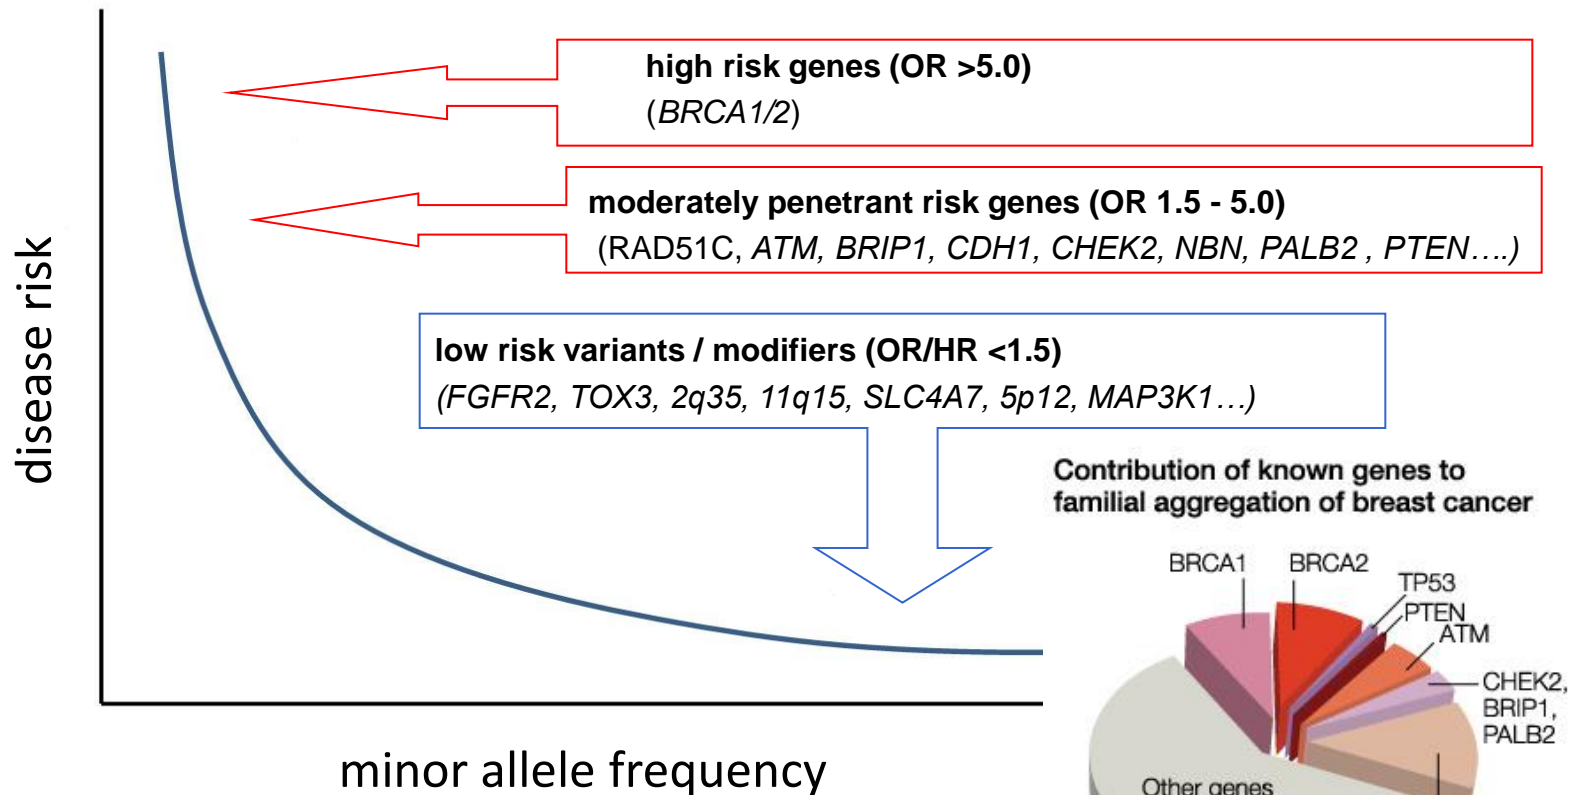 high risk genes (OR >5.0)
(BRCA1/2)
moderately penetrant risk genes (OR 1.5 - 5.0)
(RAD51C, ATM, BRIP1, CDH1, CHEK2, NBN, PALB2 , PTEN….)
low risk variants / modifiers (OR/HR <1.5)
(FGFR2, TOX3, 2q35, 11q15, SLC4A7, 5p12, MAP3K1…)
disease risk
minor allele frequency
Contribution of known genes to
familial aggregation of breast cancer
BRCA1
BRCA2
TP53
PTEN
ATM
CHEK2,
BRIP1,
PALB2
Other genes